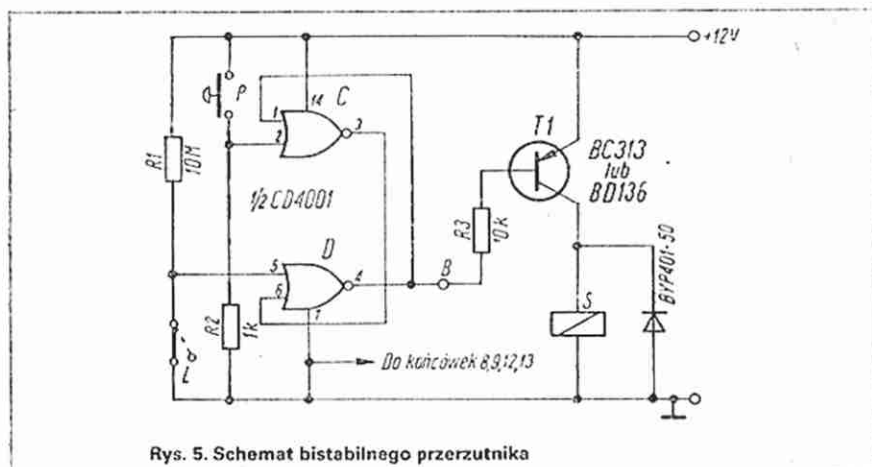 +12V
P
14
C
1
2
3
R1
10M
1/2 CD4001
T1
BC313
lub
BD136
D
5
6
4
7
B
R3
10k
R2
1k
S
BYP401-50
Do końcówek 8,9,12,13
Rys. 5. Schemat bistabilnego przerzutnika